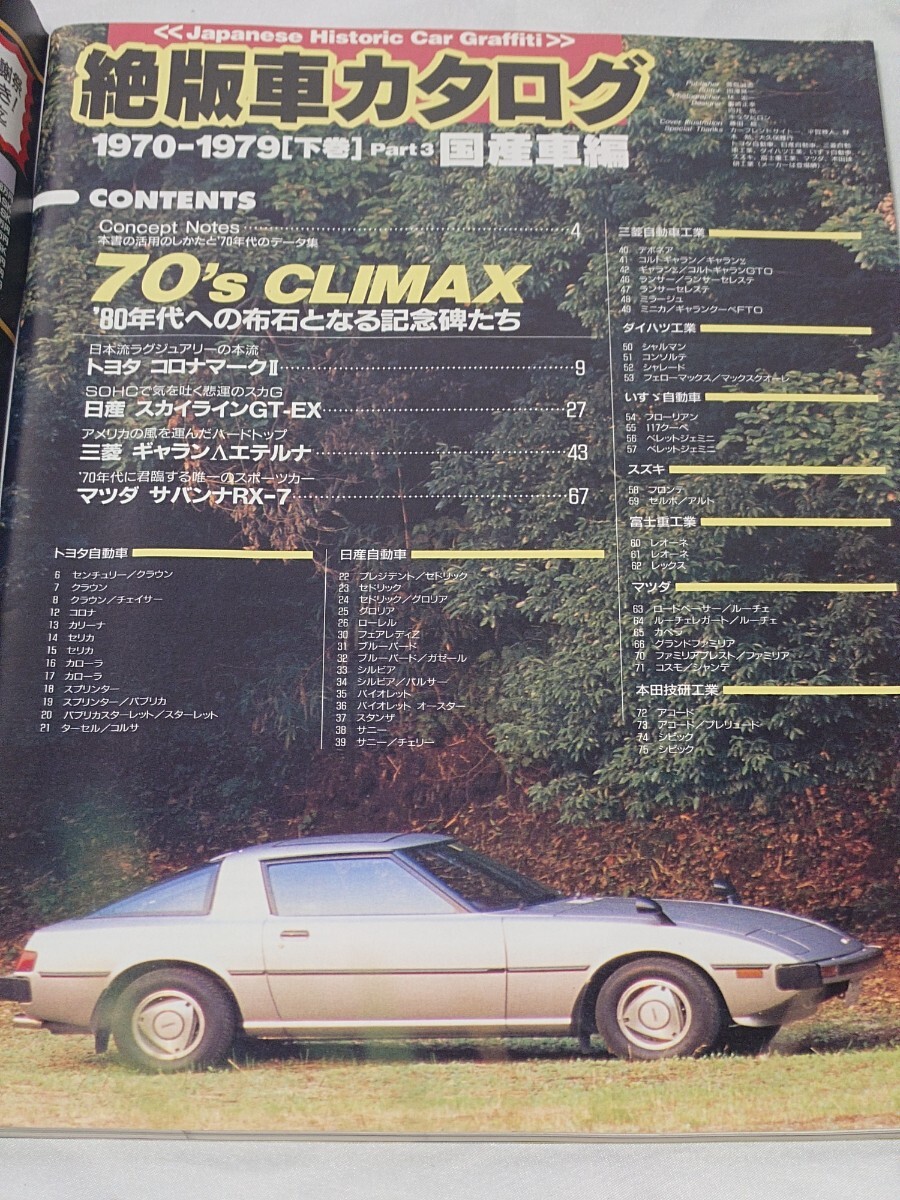 <<Japanese Historic Car Graffiti>>
絶版車カタログ
1970-1979[下巻] Part3 国産車編
Publisher
Editor
Photographer
Designer
Cover Illustration
Special Thanks
CONTENTS
Concept Notes 4
本書の活用のしかたと'70年代のデータ集
70's CLIMAX
'80年代への布石となる記念碑たち
日本流ラグジュアリーの本流
トヨタ コロナマークⅡ 9
SOHCで気を吐く悲運のスカG
日産 スカイラインGT-EX 27
アメリカの風を運んだハードトップ
三菱 ギャランΛエテルナ 43
'70年代に君臨する唯一のスポーツカー
マツダ サバンナRX-7 67
トヨタ自動車
6 センチュリー/クラウン
7 クラウン
8 クラウン/チェイサー
12 コロナ
13 カリーナ
14 セリカ
15 セリカ
16 カローラ
17 カローラ
18 スプリンター
19 スプリンター/パブリカ
20 パブリカスターレット/スターレット
21 ターセル/コルサ
日産自動車
22 プレジデント/セドリック
23 セドリック
24 セドリック/グロリア
25 グロリア
26 ローレル
30 フェアレディZ
31 ブルーバード
32 ブルーバード/ガゼール
33 シルビア
34 シルビア/パルサー
35 バイオレット
36 バイオレット オースター
37 スタンザ
38 サニー
39 サニー/チェリー
三菱自動車工業
40 デボネア
41 コルトギャラン/ギャランΣ
42 ギャランΣ/コルトギャランGTO
46 ランサー/ランサーセレステ
47 ランサーセレステ
48 ミラージュ
49 ミニカ/ギャランクーペFTO
ダイハツ工業
50 シャルマン
51 コンソルテ
52 シャレード
53 フェローマックス/マックスクオーレ
いすゞ自動車
54 フローリアン
55 117クーペ
56 ベレットジェミニ
57 ベレットジェミニ
スズキ
58 フロンテ
59 セルボ/アルト
富士重工業
60 レオーネ
61 レオーネ
62 レックス
マツダ
63 ロードペーサー/ルーチェ
64 ルーチェレガート/ルーチェ
65 カペラ
66 グランドファミリア
70 ファミリアプレスト/ファミリア
71 コスモ/シャンテ
本田技研工業
72 アコード
73 アコード/プレリュード
74 シビック
75 シビック